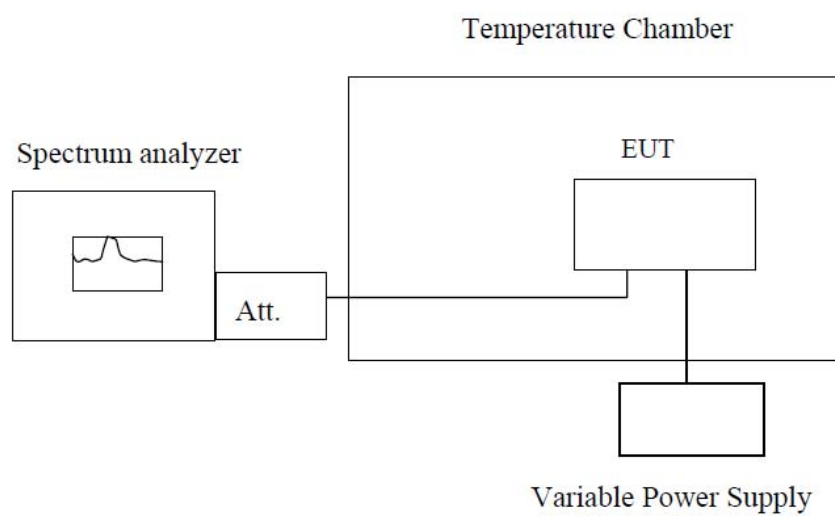 Temperature Chamber
Spectrum analyzer
EUT
Att.
Variable Power Supply